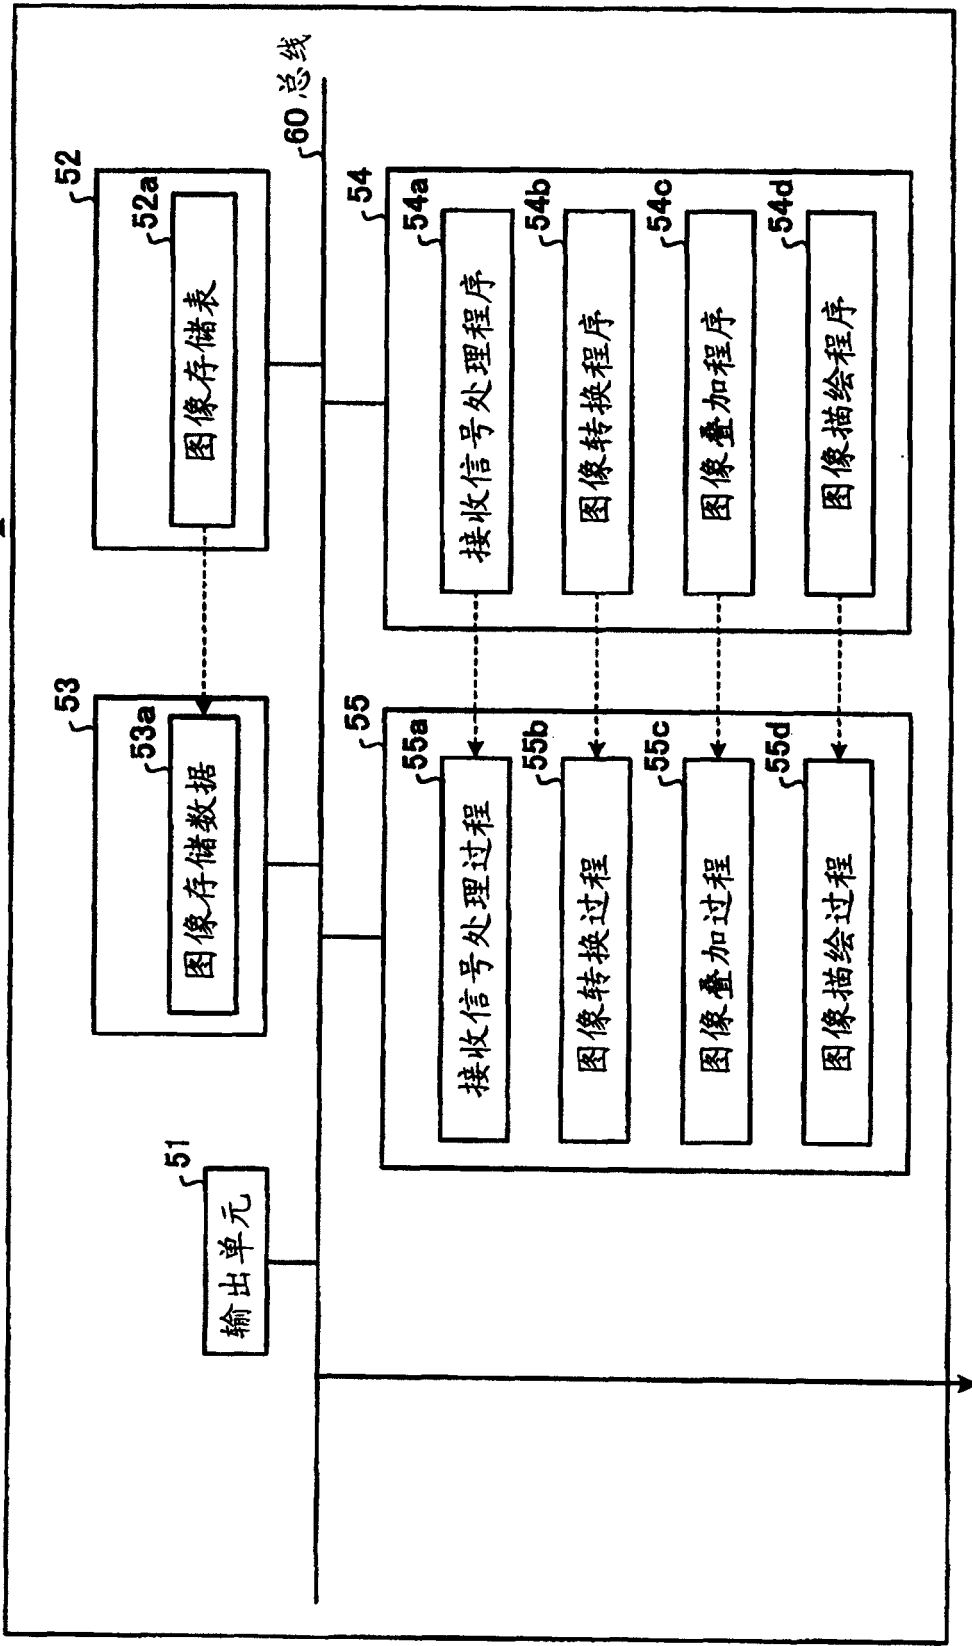 51
输出单元
53
53a
图像存储数据
52
52a
图像存储表
60 总线
55
55a
接收信号处理过程
55b
图像转换过程
55c
图像叠加过程
55d
图像描绘过程
54
54a
接收信号处理程序
54b
图像转换程序
54c
图像叠加程序
54d
图像描绘程序